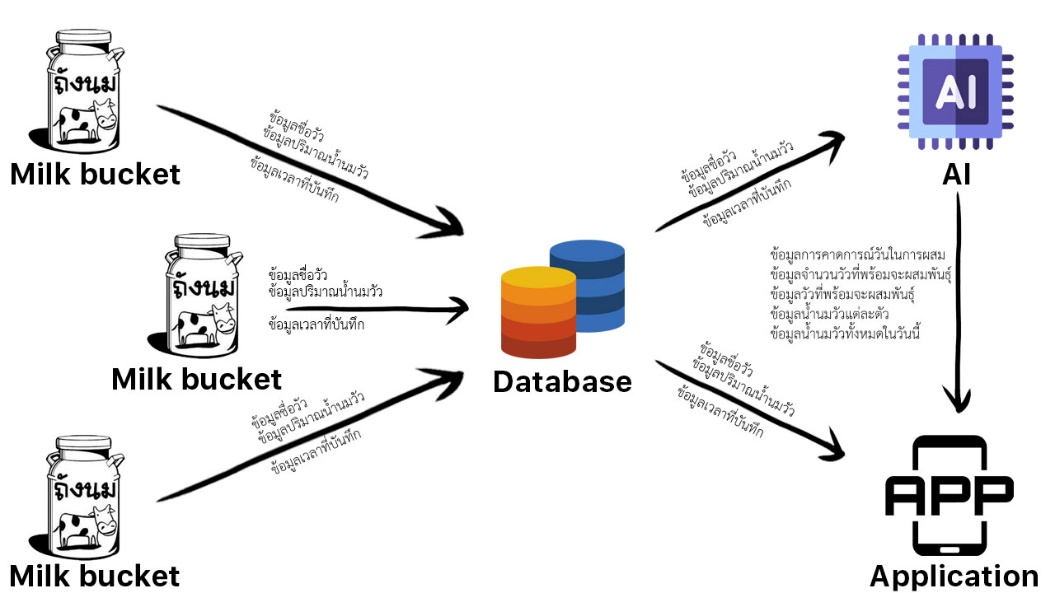 ถังนม
Milk bucket
ข้อมูลชื่อวัว
ข้อมูลปริมาณน้ำนมวัว
ข้อมูลเวลาที่บันทึก
ถังนม
Milk bucket
ข้อมูลชื่อวัว
ข้อมูลปริมาณน้ำนมวัว
ข้อมูลเวลาที่บันทึก
ถังนม
Milk bucket
ข้อมูลชื่อวัว
ข้อมูลปริมาณน้ำนมวัว
ข้อมูลเวลาที่บันทึก
Database
ข้อมูลชื่อวัว
ข้อมูลปริมาณน้ำนมวัว
ข้อมูลเวลาที่บันทึก
AI
AI
ข้อมูลการคาดการณ์วันในการผสม
ข้อมูลจำนวนวัวที่พร้อมจะผสมพันธุ์
ข้อมูลวัวที่พร้อมจะผสมพันธุ์
ข้อมูลน้ำนมวัวแต่ละตัว
ข้อมูลน้ำนมวัวทั้งหมดในวันนี้
ข้อมูลชื่อวัว
ข้อมูลปริมาณน้ำนมวัว
ข้อมูลเวลาที่บันทึก
APP
Application